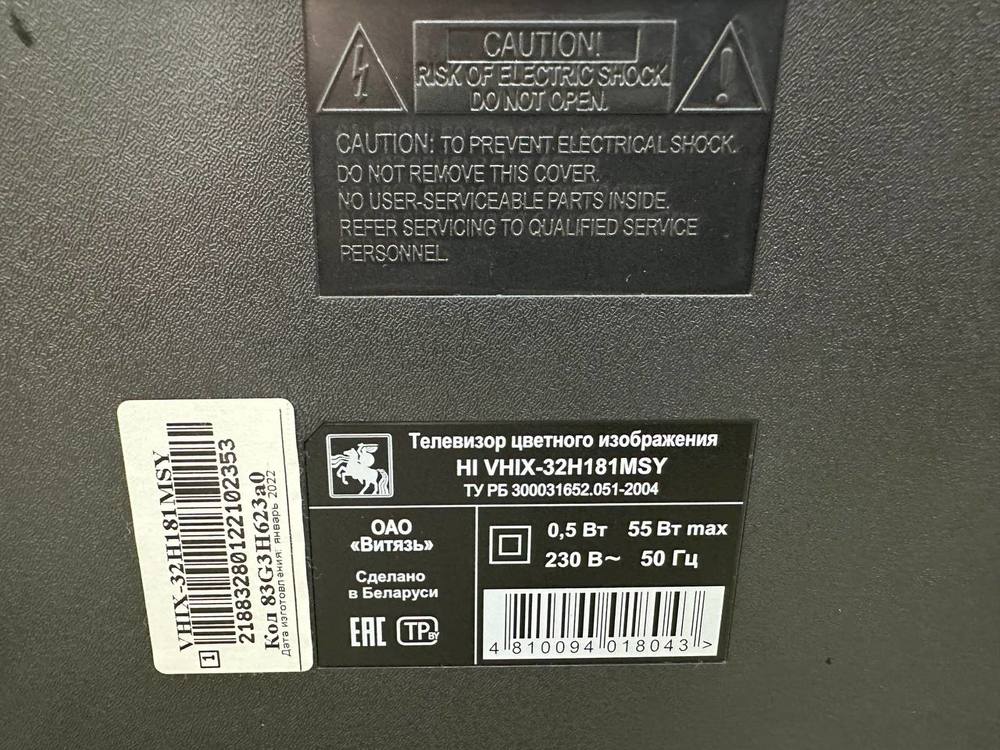 CAUTION!
RISK OF ELECTRIC SHOCK.
DO NOT OPEN.
CAUTION: TO PREVENT ELECTRICAL SHOCK.
DO NOT REMOVE THIS COVER.
NO USER-SERVICEABLE PARTS INSIDE.
REFER SERVICING TO QUALIFIED SERVICE
PERSONNEL.
VHIX-32H181MSY
2188328012210​2353
Код 83G3H623a0
Дата изготовления: январь 2022
1
Телевизор цветного изображения
HI VHIX-32H181MSY
ТУ РБ 300031652.051-2004
ОАО
«Витязь»
Сделано
в Беларуси
EAC TP BY
0,5 Вт 55 Вт max
230 В~ 50 Гц
4 810094 018043 >